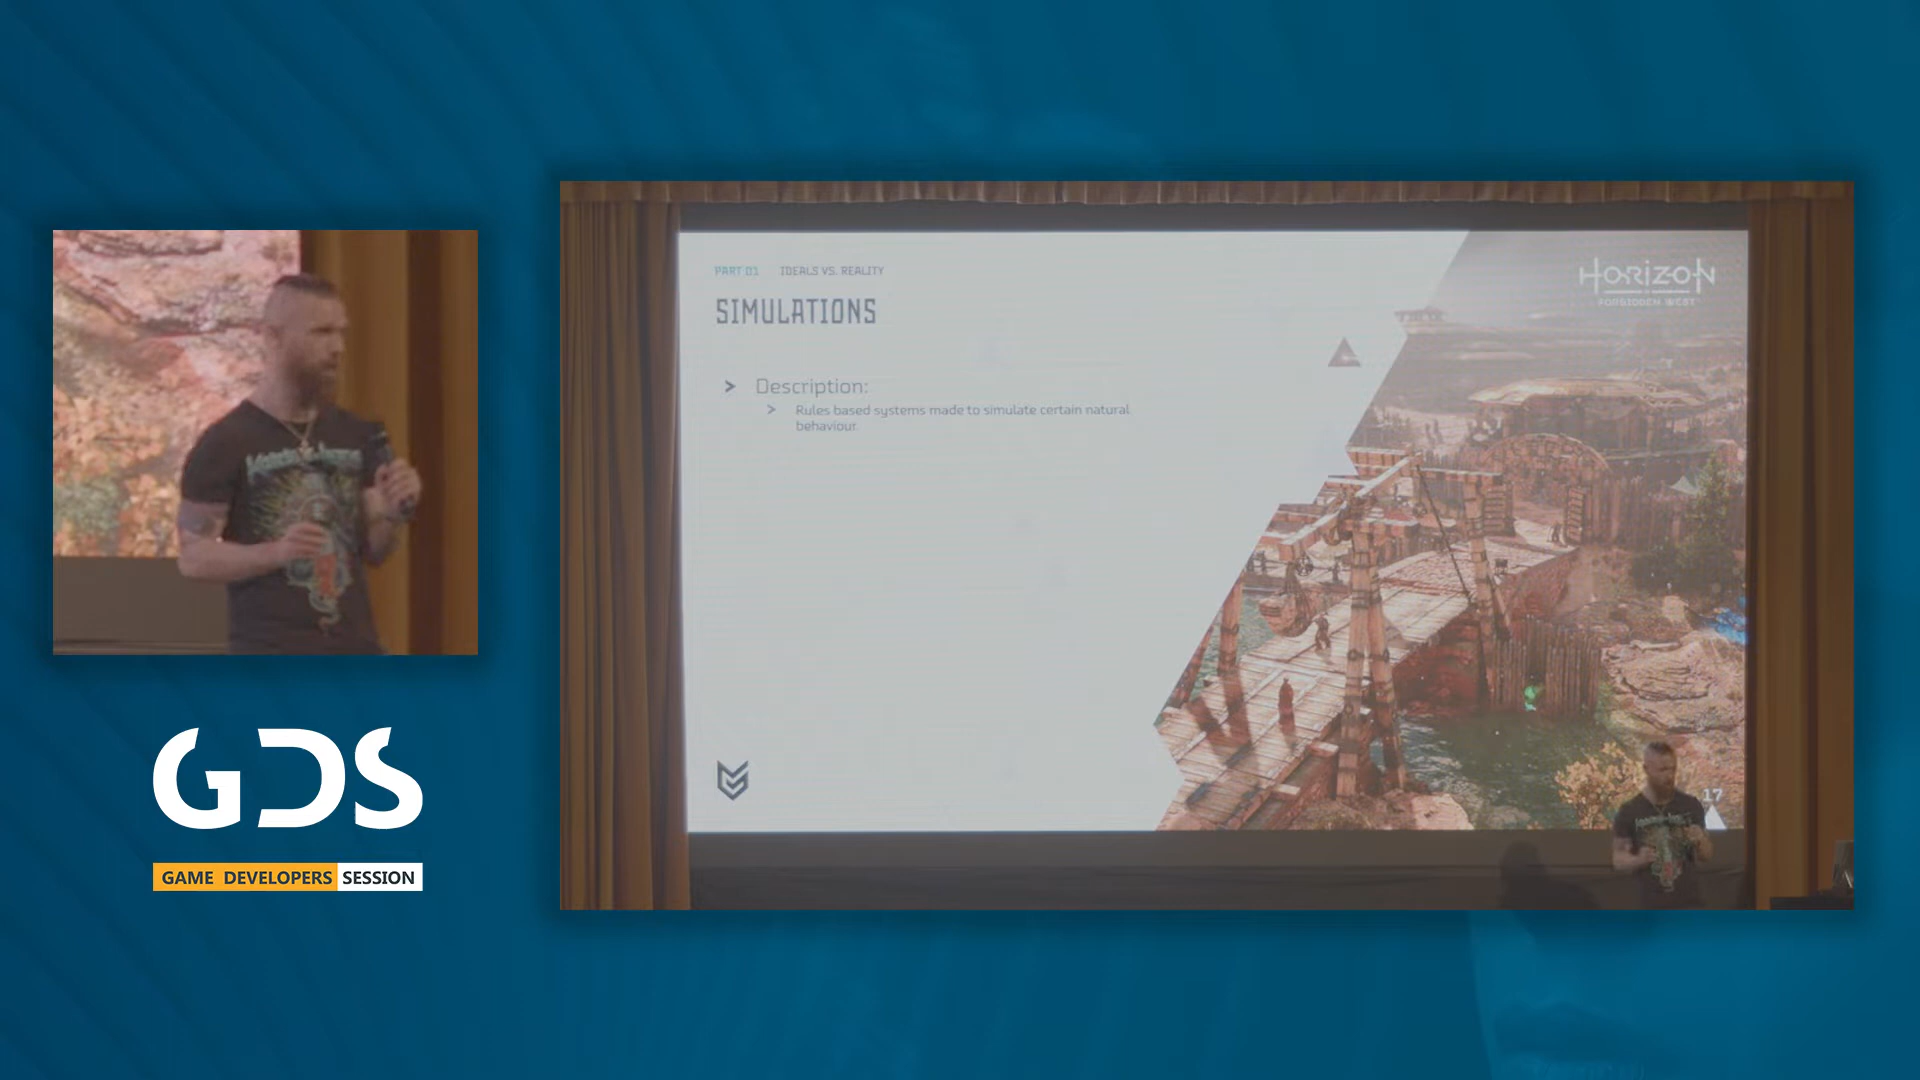 PART 01 IDEALS VS. REALITY
SIMULATIONS
HORIZON
FORBIDDEN WEST
> Description:
> Rules based systems made to simulate certain natural
behaviour.
17
GDS
GAME DEVELOPERS SESSION